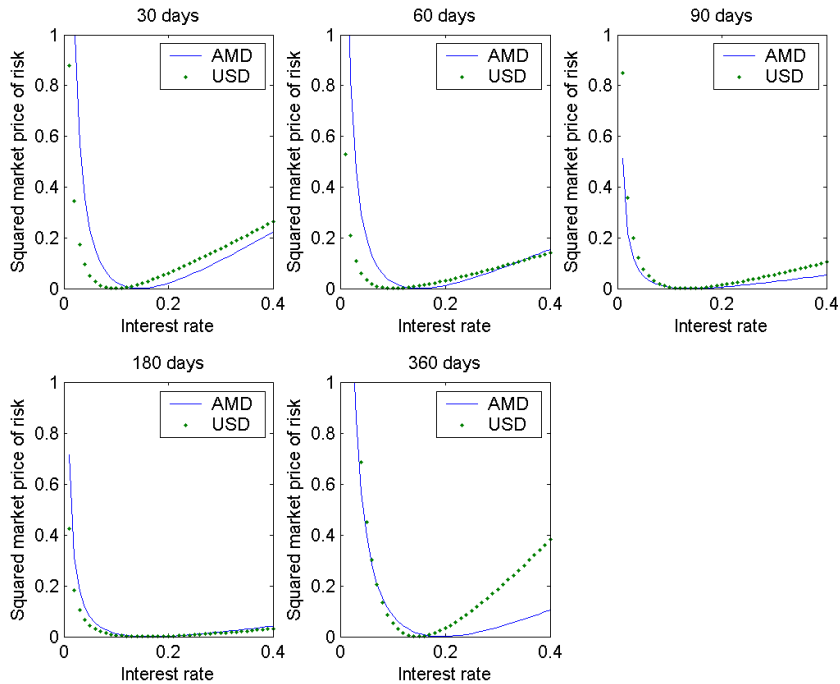 30 days
60 days
90 days
Squared market price of risk
1
0.8
0.6
0.4
0.2
0
0
0.2
0.4
Interest rate
AMD
USD
Squared market price of risk
1
0.8
0.6
0.4
0.2
0
0
0.2
0.4
Interest rate
AMD
USD
Squared market price of risk
1
0.8
0.6
0.4
0.2
0
0
0.2
0.4
Interest rate
AMD
USD
180 days
360 days
Squared market price of risk
1
0.8
0.6
0.4
0.2
0
0
0.2
0.4
Interest rate
AMD
USD
Squared market price of risk
1
0.8
0.6
0.4
0.2
0
0
0.2
0.4
Interest rate
AMD
USD